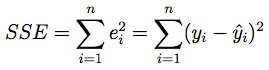 $SSE = \sum_{i=1}^{n} e_i^2 = \sum_{i=1}^{n} (y_i - \hat{y}_i)^2$